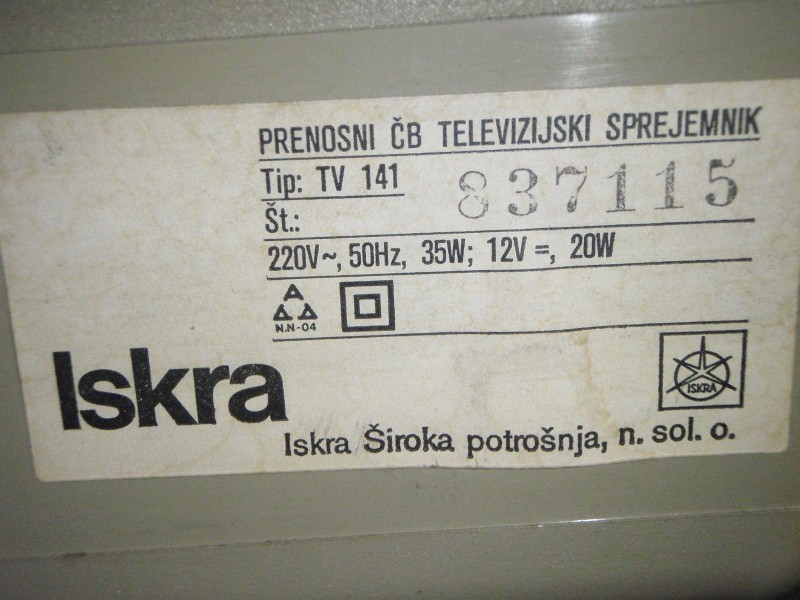 PRENOSNI ČB TELEVIZIJSKI SPREJEMNIK
Tip: TV 141
Št.: 837115
220V~, 50Hz, 35W; 12V ⎓, 20W
A
A A
N.N-04
Iskra
ISKRA
Iskra Široka potrošnja, n. sol. o.